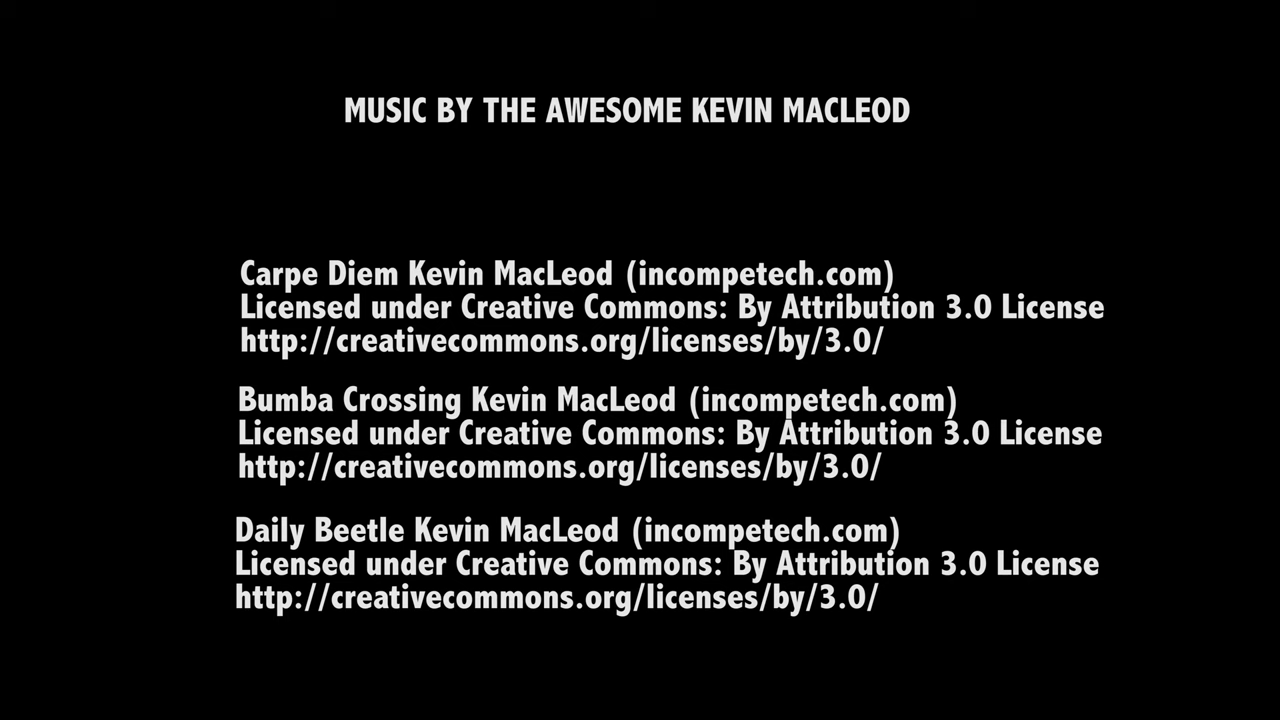 MUSIC BY THE AWESOME KEVIN MACLEOD
Carpe Diem Kevin MacLeod (incompetech.com)
Licensed under Creative Commons: By Attribution 3.0 License
http://creativecommons.org/licenses/by/3.0/
Bumba Crossing Kevin MacLeod (incompetech.com)
Licensed under Creative Commons: By Attribution 3.0 License
http://creativecommons.org/licenses/by/3.0/
Daily Beetle Kevin MacLeod (incompetech.com)
Licensed under Creative Commons: By Attribution 3.0 License
http://creativecommons.org/licenses/by/3.0/